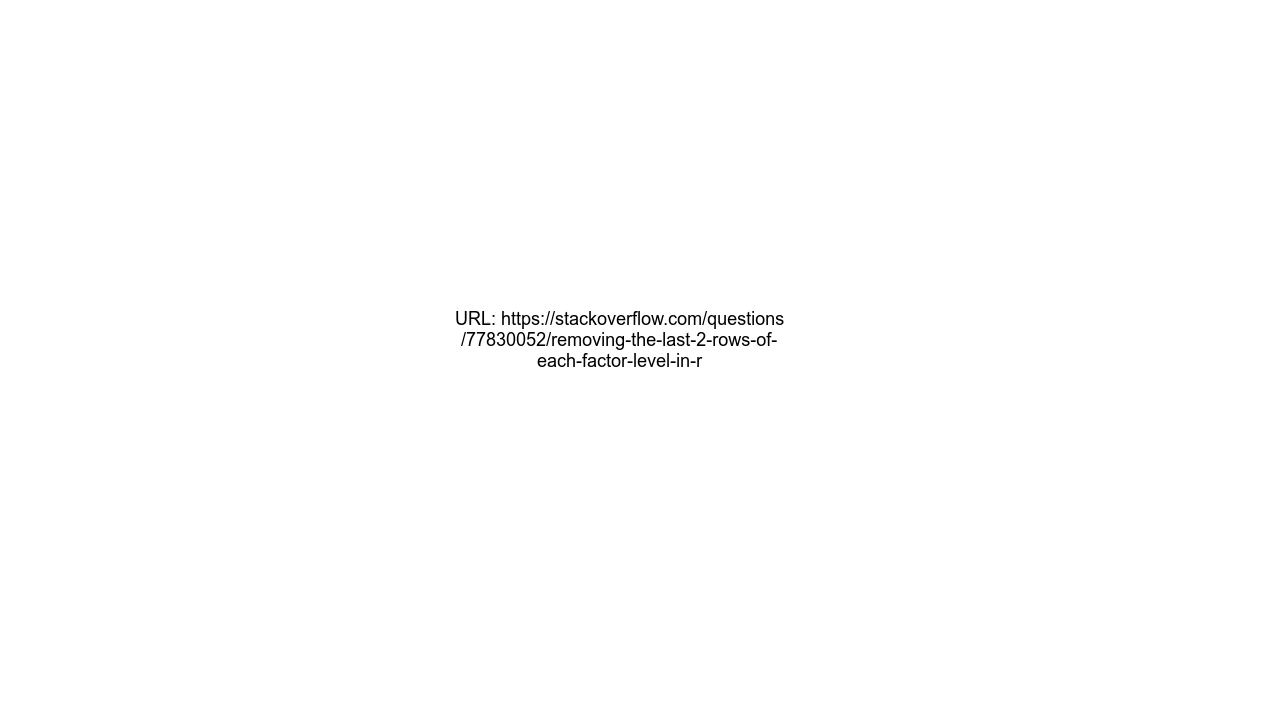 URL: https://stackoverflow.com/questions
/77830052/removing-the-last-2-rows-of-
each-factor-level-in-r